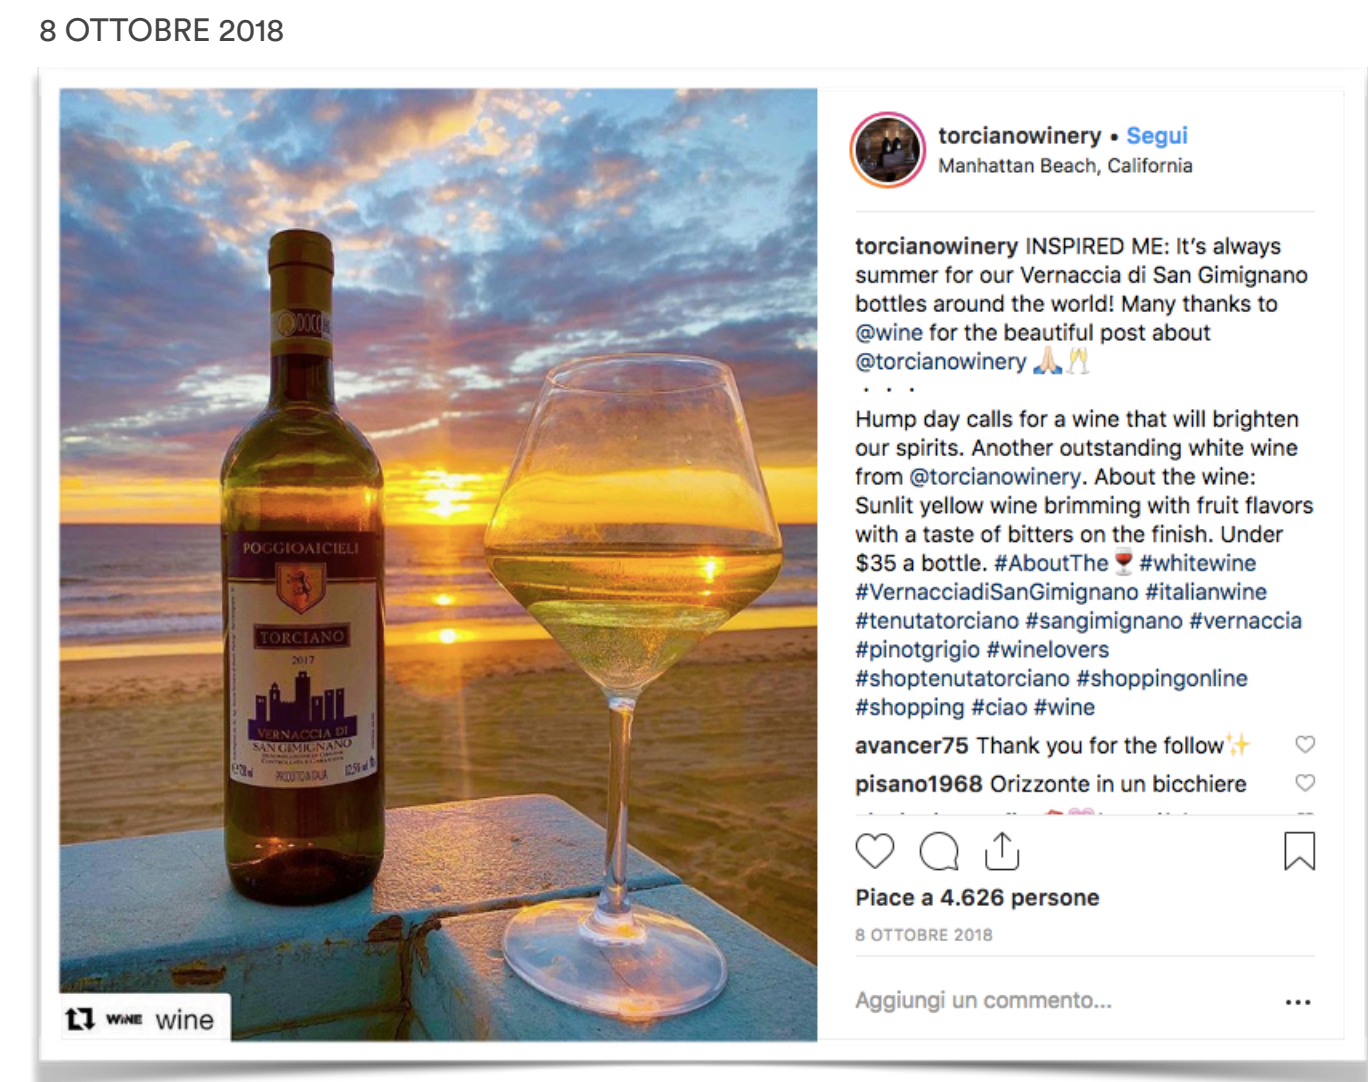 8 OTTOBRE 2018
torcianowinery • Segui
Manhattan Beach, California
torcianowinery INSPIRED ME: It's always
summer for our Vernaccia di San Gimignano
bottles around the world! Many thanks to
@wine for the beautiful post about
@torcianowinery 🙏🏻🥂
. . .
Hump day calls for a wine that will brighten
our spirits. Another outstanding white wine
from @torcianowinery. About the wine:
Sunlit yellow wine brimming with fruit flavors
with a taste of bitters on the finish. Under
$35 a bottle. #AboutThe🍷 #whitewine
#VernacciadiSanGimignano #italianwine
#tenutatorciano #sangimignano #vernaccia
#pinotgrigio #winelovers
#shoptenutatorciano #shoppingonline
#shopping #ciao #wine
avancer75 Thank you for the follow✨
pisano1968 Orizzonte in un bicchiere
Piace a 4.626 persone
8 OTTOBRE 2018
Aggiungi un commento...
POGGIOAICIELI
TORCIANO
2017
VERNACCIA DI
SAN GIMIGNANO
PRODOTTO IN ITALIA
WINE wine